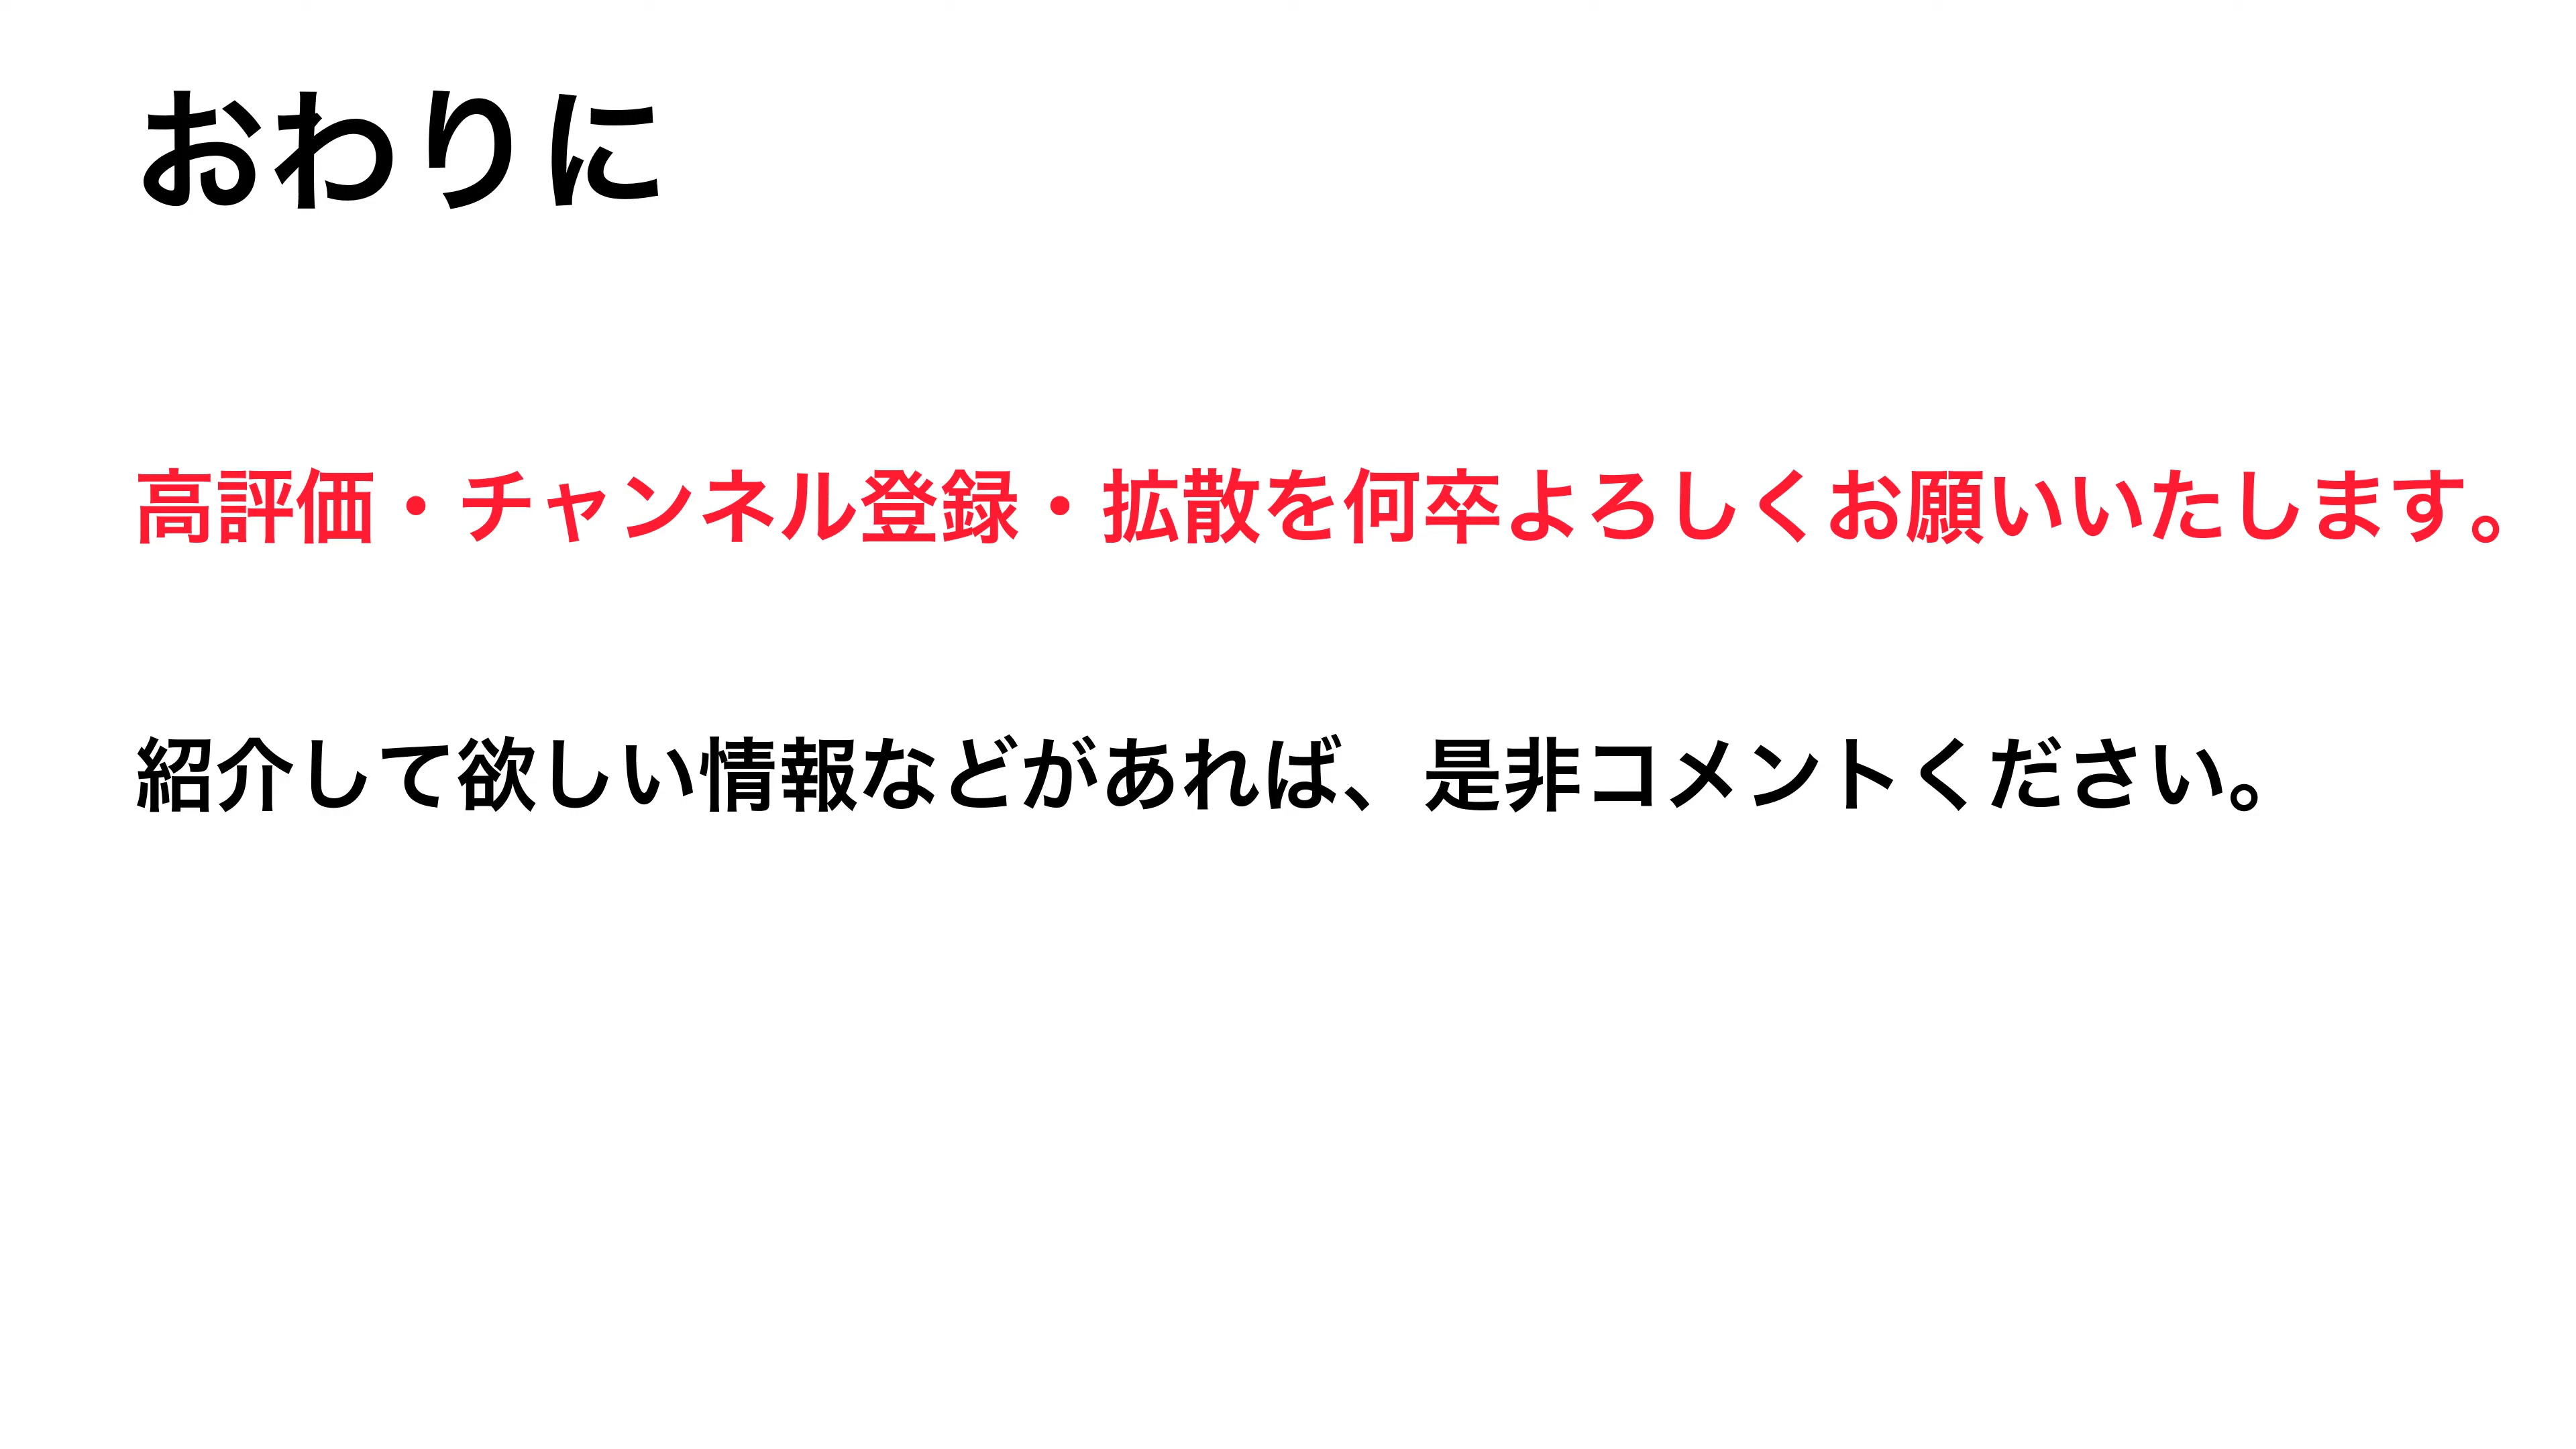 おわりに
高評価・チャンネル登録・拡散を何卒よろしくお願いいたします。
紹介して欲しい情報などがあれば、是非コメントください。